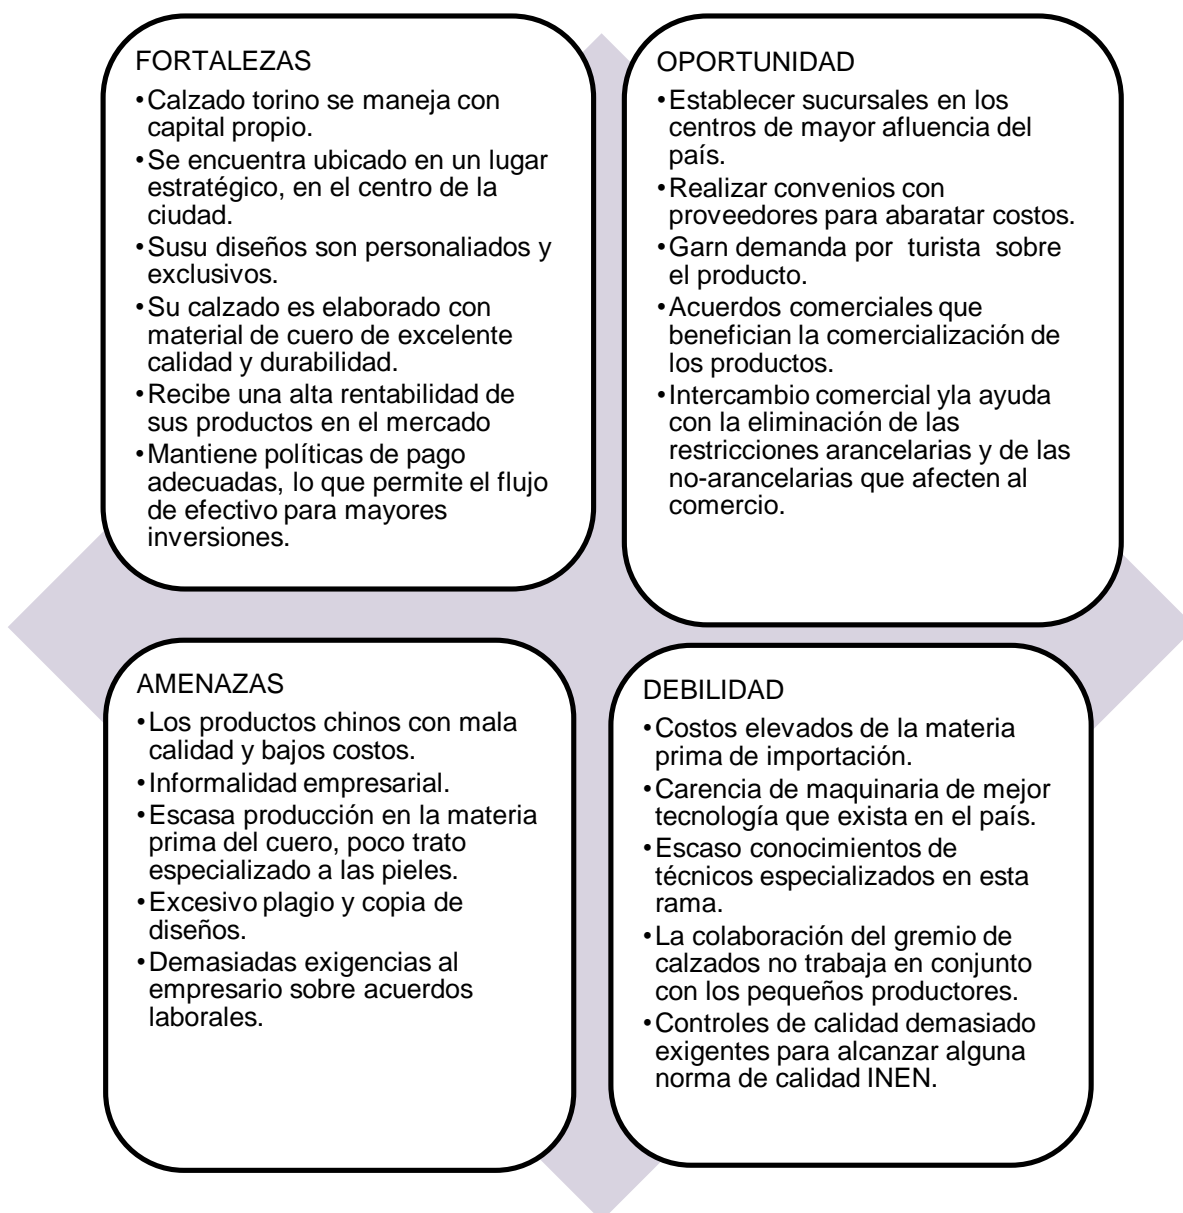 FORTALEZAS
•Calzado torino se maneja con
capital propio.
•Se encuentra ubicado en un lugar
estratégico, en el centro de la
ciudad.
•Susu diseños son personaliados y
exclusivos.
•Su calzado es elaborado con
material de cuero de excelente
calidad y durabilidad.
•Recibe una alta rentabilidad de
sus productos en el mercado
•Mantiene políticas de pago
adecuadas, lo que permite el flujo
de efectivo para mayores
inversiones.
OPORTUNIDAD
•Establecer sucursales en los
centros de mayor afluencia del
país.
•Realizar convenios con
proveedores para abaratar costos.
•Garn demanda por turista sobre
el producto.
•Acuerdos comerciales que
benefician la comercialización de
los productos.
•Intercambio comercial yla ayuda
con la eliminación de las
restricciones arancelarias y de las
no-arancelarias que afecten al
comercio.
AMENAZAS
•Los productos chinos con mala
calidad y bajos costos.
•Informalidad empresarial.
•Escasa producción en la materia
prima del cuero, poco trato
especializado a las pieles.
•Excesivo plagio y copia de
diseños.
•Demasiadas exigencias al
empresario sobre acuerdos
laborales.
DEBILIDAD
•Costos elevados de la materia
prima de importación.
•Carencia de maquinaria de mejor
tecnología que exista en el país.
•Escaso conocimientos de
técnicos especializados en esta
rama.
•La colaboración del gremio de
calzados no trabaja en conjunto
con los pequeños productores.
•Controles de calidad demasiado
exigentes para alcanzar alguna
norma de calidad INEN.